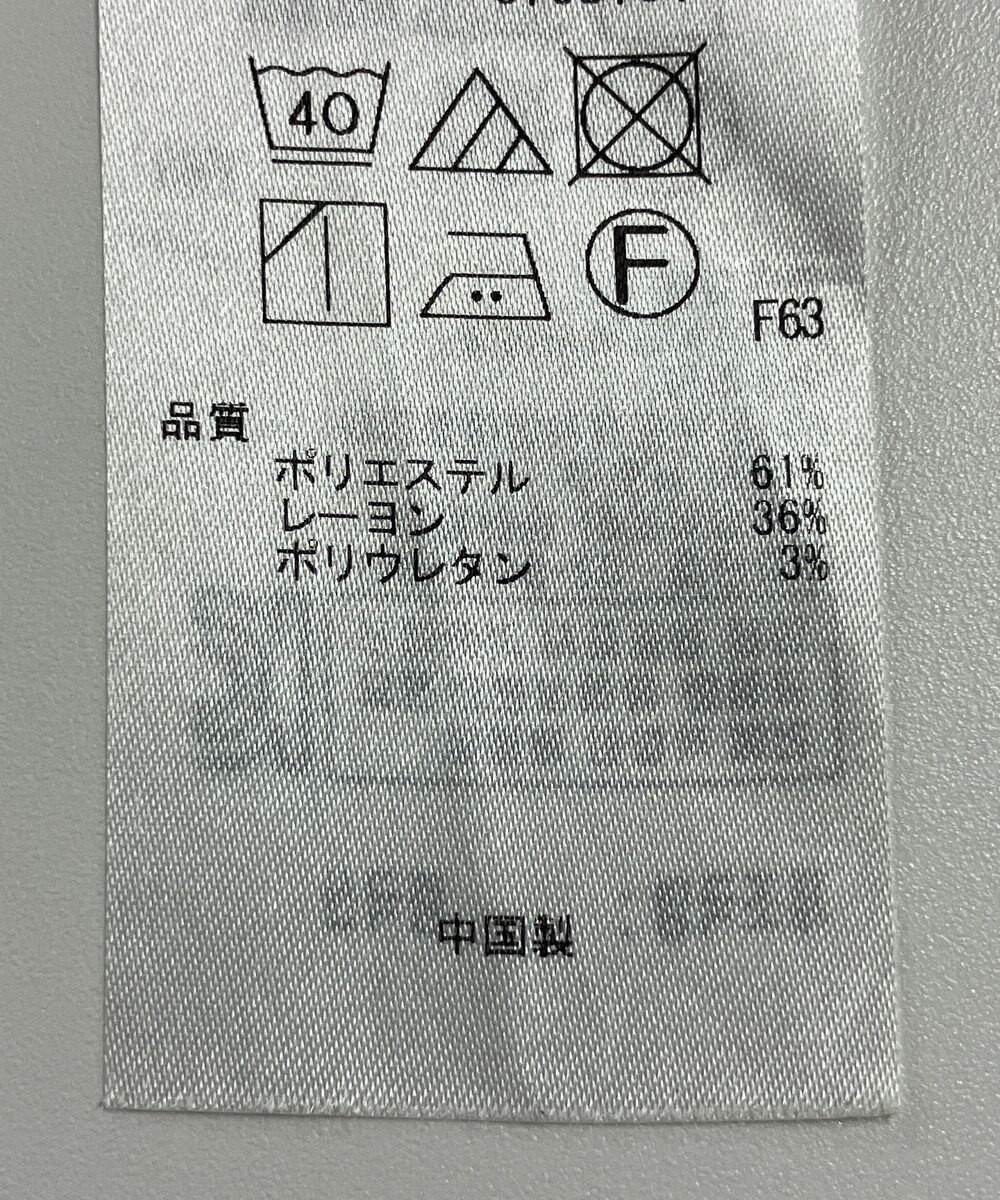 40
F
F63
品質
ポリエステル 61%
レーヨン 36%
ポリウレタン 3%
中国製